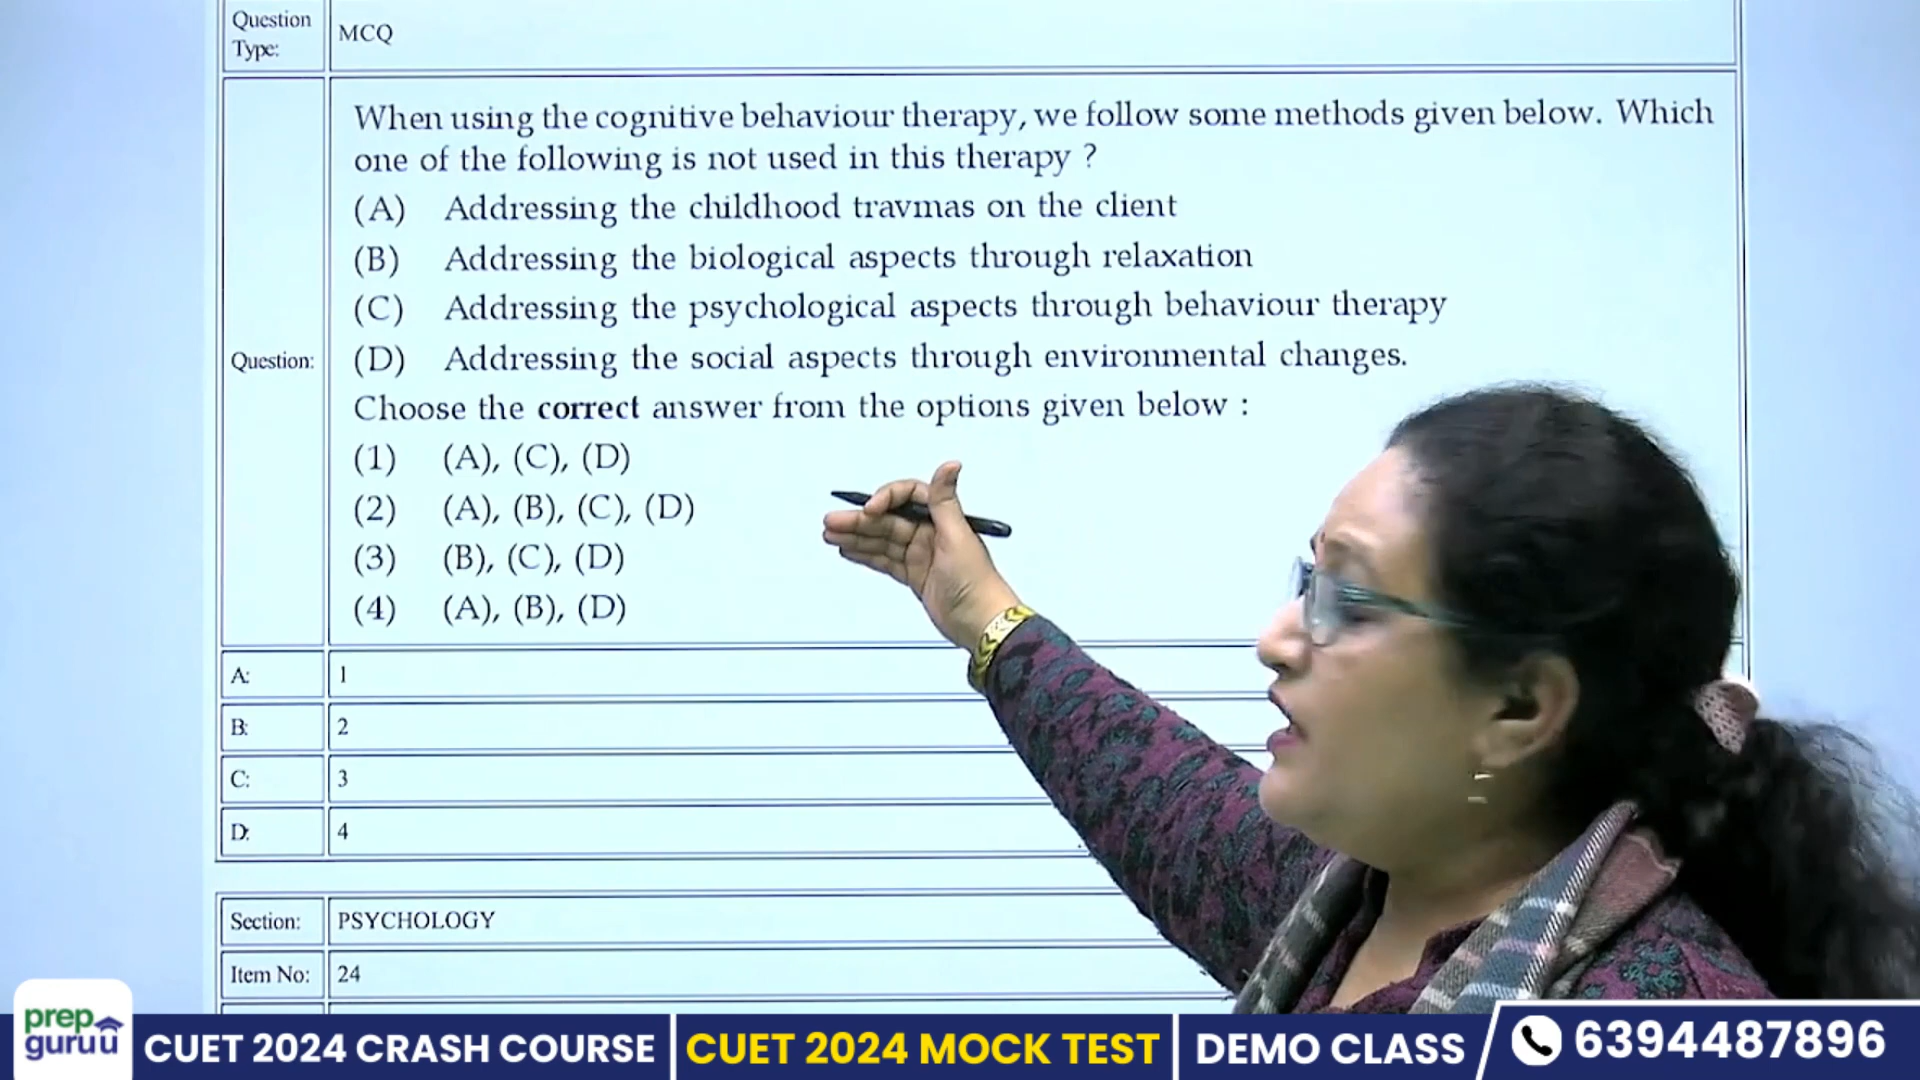 Question
Type:
MCQ
When using the cognitive behaviour therapy, we follow some methods given below. Which
one of the following is not used in this therapy ?
(A) Addressing the childhood travmas on the client
(B) Addressing the biological aspects through relaxation
(C) Addressing the psychological aspects through behaviour therapy
Question:
(D) Addressing the social aspects through environmental changes.
Choose the correct answer from the options given below :
(1) (A), (C), (D)
(2) (A), (B), (C), (D)
(3) (B), (C), (D)
(4) (A), (B), (D)
A: 1
B: 2
C: 3
D: 4
Section: PSYCHOLOGY
Item No: 24
prep
guruu
CUET 2024 CRASH COURSE
CUET 2024 MOCK TEST
DEMO CLASS
6394487896